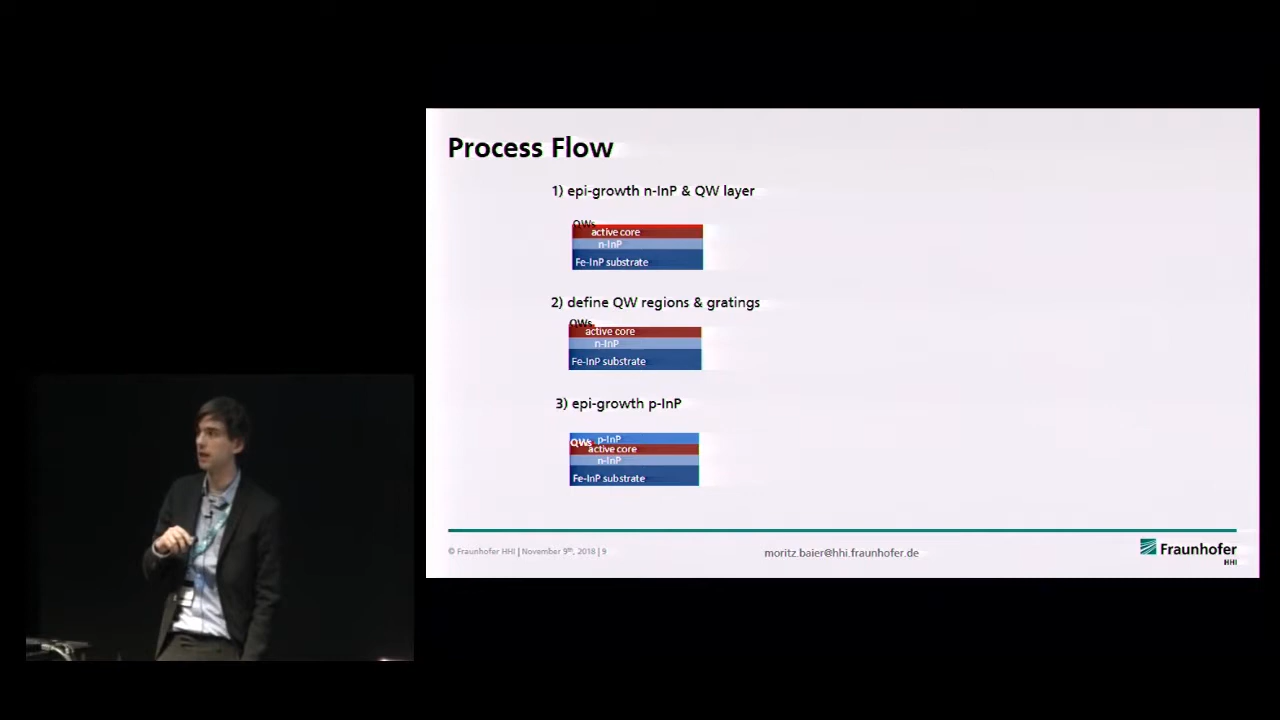 Process Flow
1) epi-growth n-InP & QW layer
QWs
active core
n-InP
Fe-InP substrate
2) define QW regions & gratings
QWs
active core
n-InP
Fe-InP substrate
3) epi-growth p-InP
QWs p-InP
active core
n-InP
Fe-InP substrate
© Fraunhofer HHI | November 9th, 2018 | 9
moritz.baier@hhi.fraunhofer.de
Fraunhofer
HHI